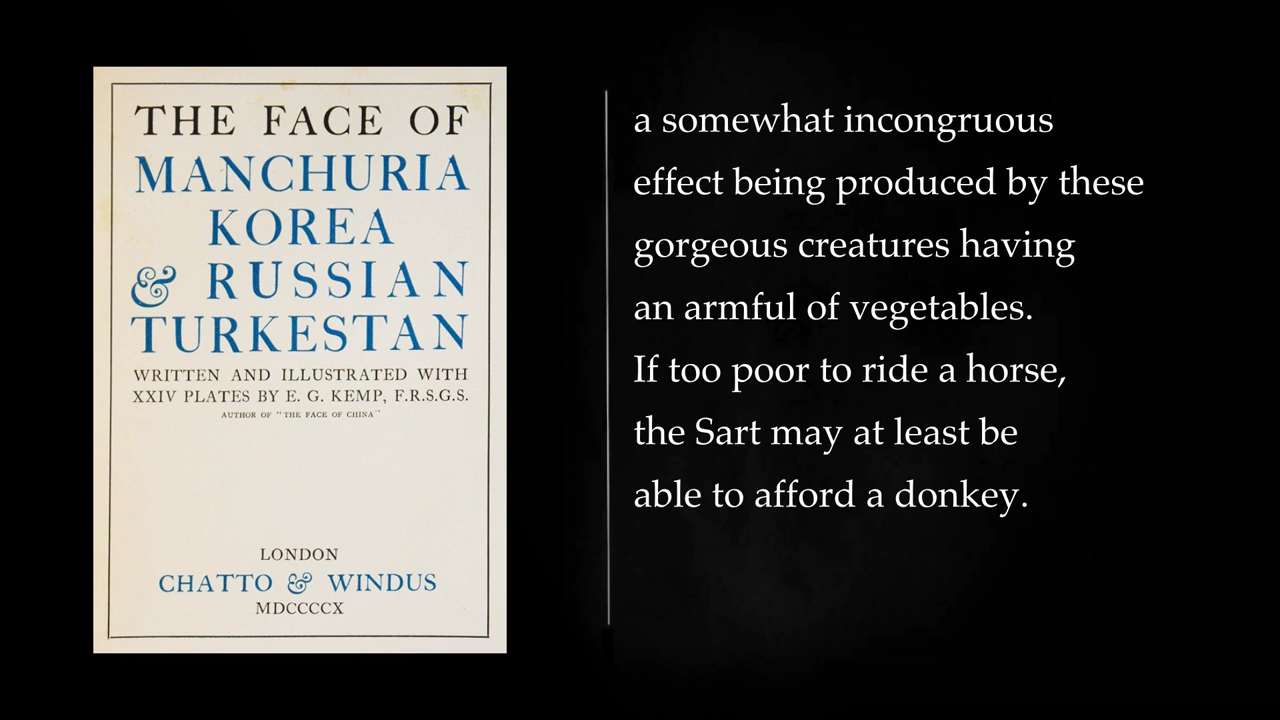 THE FACE OF
MANCHURIA
KOREA
& RUSSIAN
TURKESTAN
WRITTEN AND ILLUSTRATED WITH
XXIV PLATES BY E. G. KEMP, F.R.S.G.S.
AUTHOR OF "THE FACE OF CHINA"
LONDON
CHATTO & WINDUS
MDCCCCX
a somewhat incongruous
effect being produced by these
gorgeous creatures having
an armful of vegetables.
If too poor to ride a horse,
the Sart may at least be
able to afford a donkey.